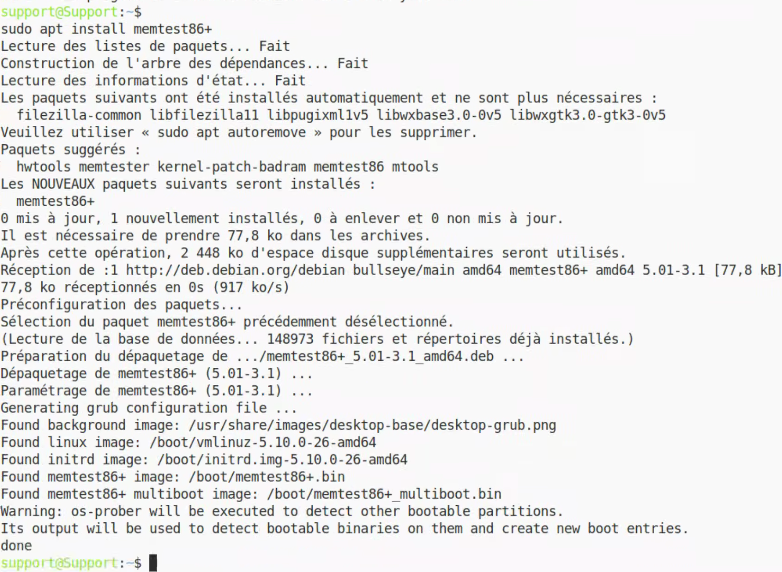 support@Support:~$
sudo apt install memtest86+
Lecture des listes de paquets... Fait
Construction de l'arbre des dépendances... Fait
Lecture des informations d'état... Fait
Les paquets suivants ont été installés automatiquement et ne sont plus nécessaires :
  filezilla-common libfilezilla11 libpugixml1v5 libwxbase3.0-0v5 libwxgtk3.0-gtk3-0v5
Veuillez utiliser « sudo apt autoremove » pour les supprimer.
Paquets suggérés :
  hwtools memtester kernel-patch-badram memtest86 mtools
Les NOUVEAUX paquets suivants seront installés :
  memtest86+
0 mis à jour, 1 nouvellement installés, 0 à enlever et 0 non mis à jour.
Il est nécessaire de prendre 77,8 ko dans les archives.
Après cette opération, 2 448 ko d'espace disque supplémentaires seront utilisés.
Réception de :1 http://deb.debian.org/debian bullseye/main amd64 memtest86+ amd64 5.01-3.1 [77,8 kB]
77,8 ko réceptionnés en 0s (917 ko/s)
Préconfiguration des paquets...
Sélection du paquet memtest86+ précédemment désélectionné.
(Lecture de la base de données... 148973 fichiers et répertoires déjà installés.)
Préparation du dépaquetage de .../memtest86+_5.01-3.1_amd64.deb ...
Dépaquetage de memtest86+ (5.01-3.1) ...
Paramétrage de memtest86+ (5.01-3.1) ...
Generating grub configuration file ...
Found background image: /usr/share/images/desktop-base/desktop-grub.png
Found linux image: /boot/vmlinuz-5.10.0-26-amd64
Found initrd image: /boot/initrd.img-5.10.0-26-amd64
Found memtest86+ image: /boot/memtest86+.bin
Found memtest86+ multiboot image: /boot/memtest86+_multiboot.bin
Warning: os-prober will be executed to detect other bootable partitions.
Its output will be used to detect bootable binaries on them and create new boot entries.
done
support@Support:~$